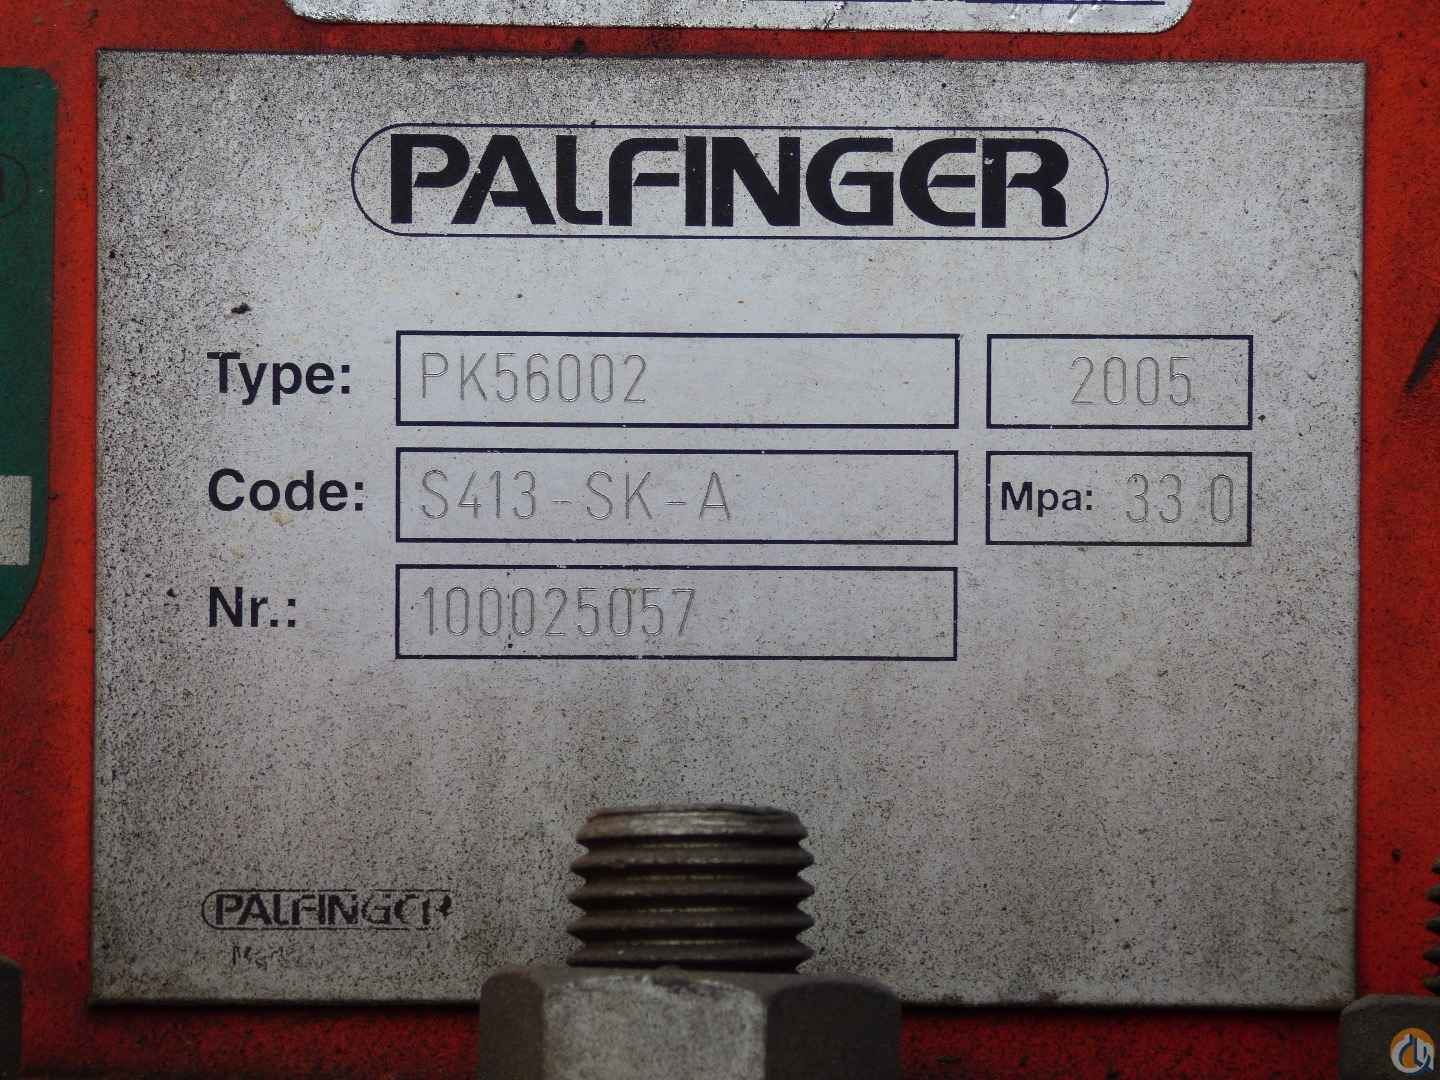 PALFINGER
Type: PK56002 2005
Code: S413-SK-A Mpa: 33 0
Nr.: 100025057
PALFINGER